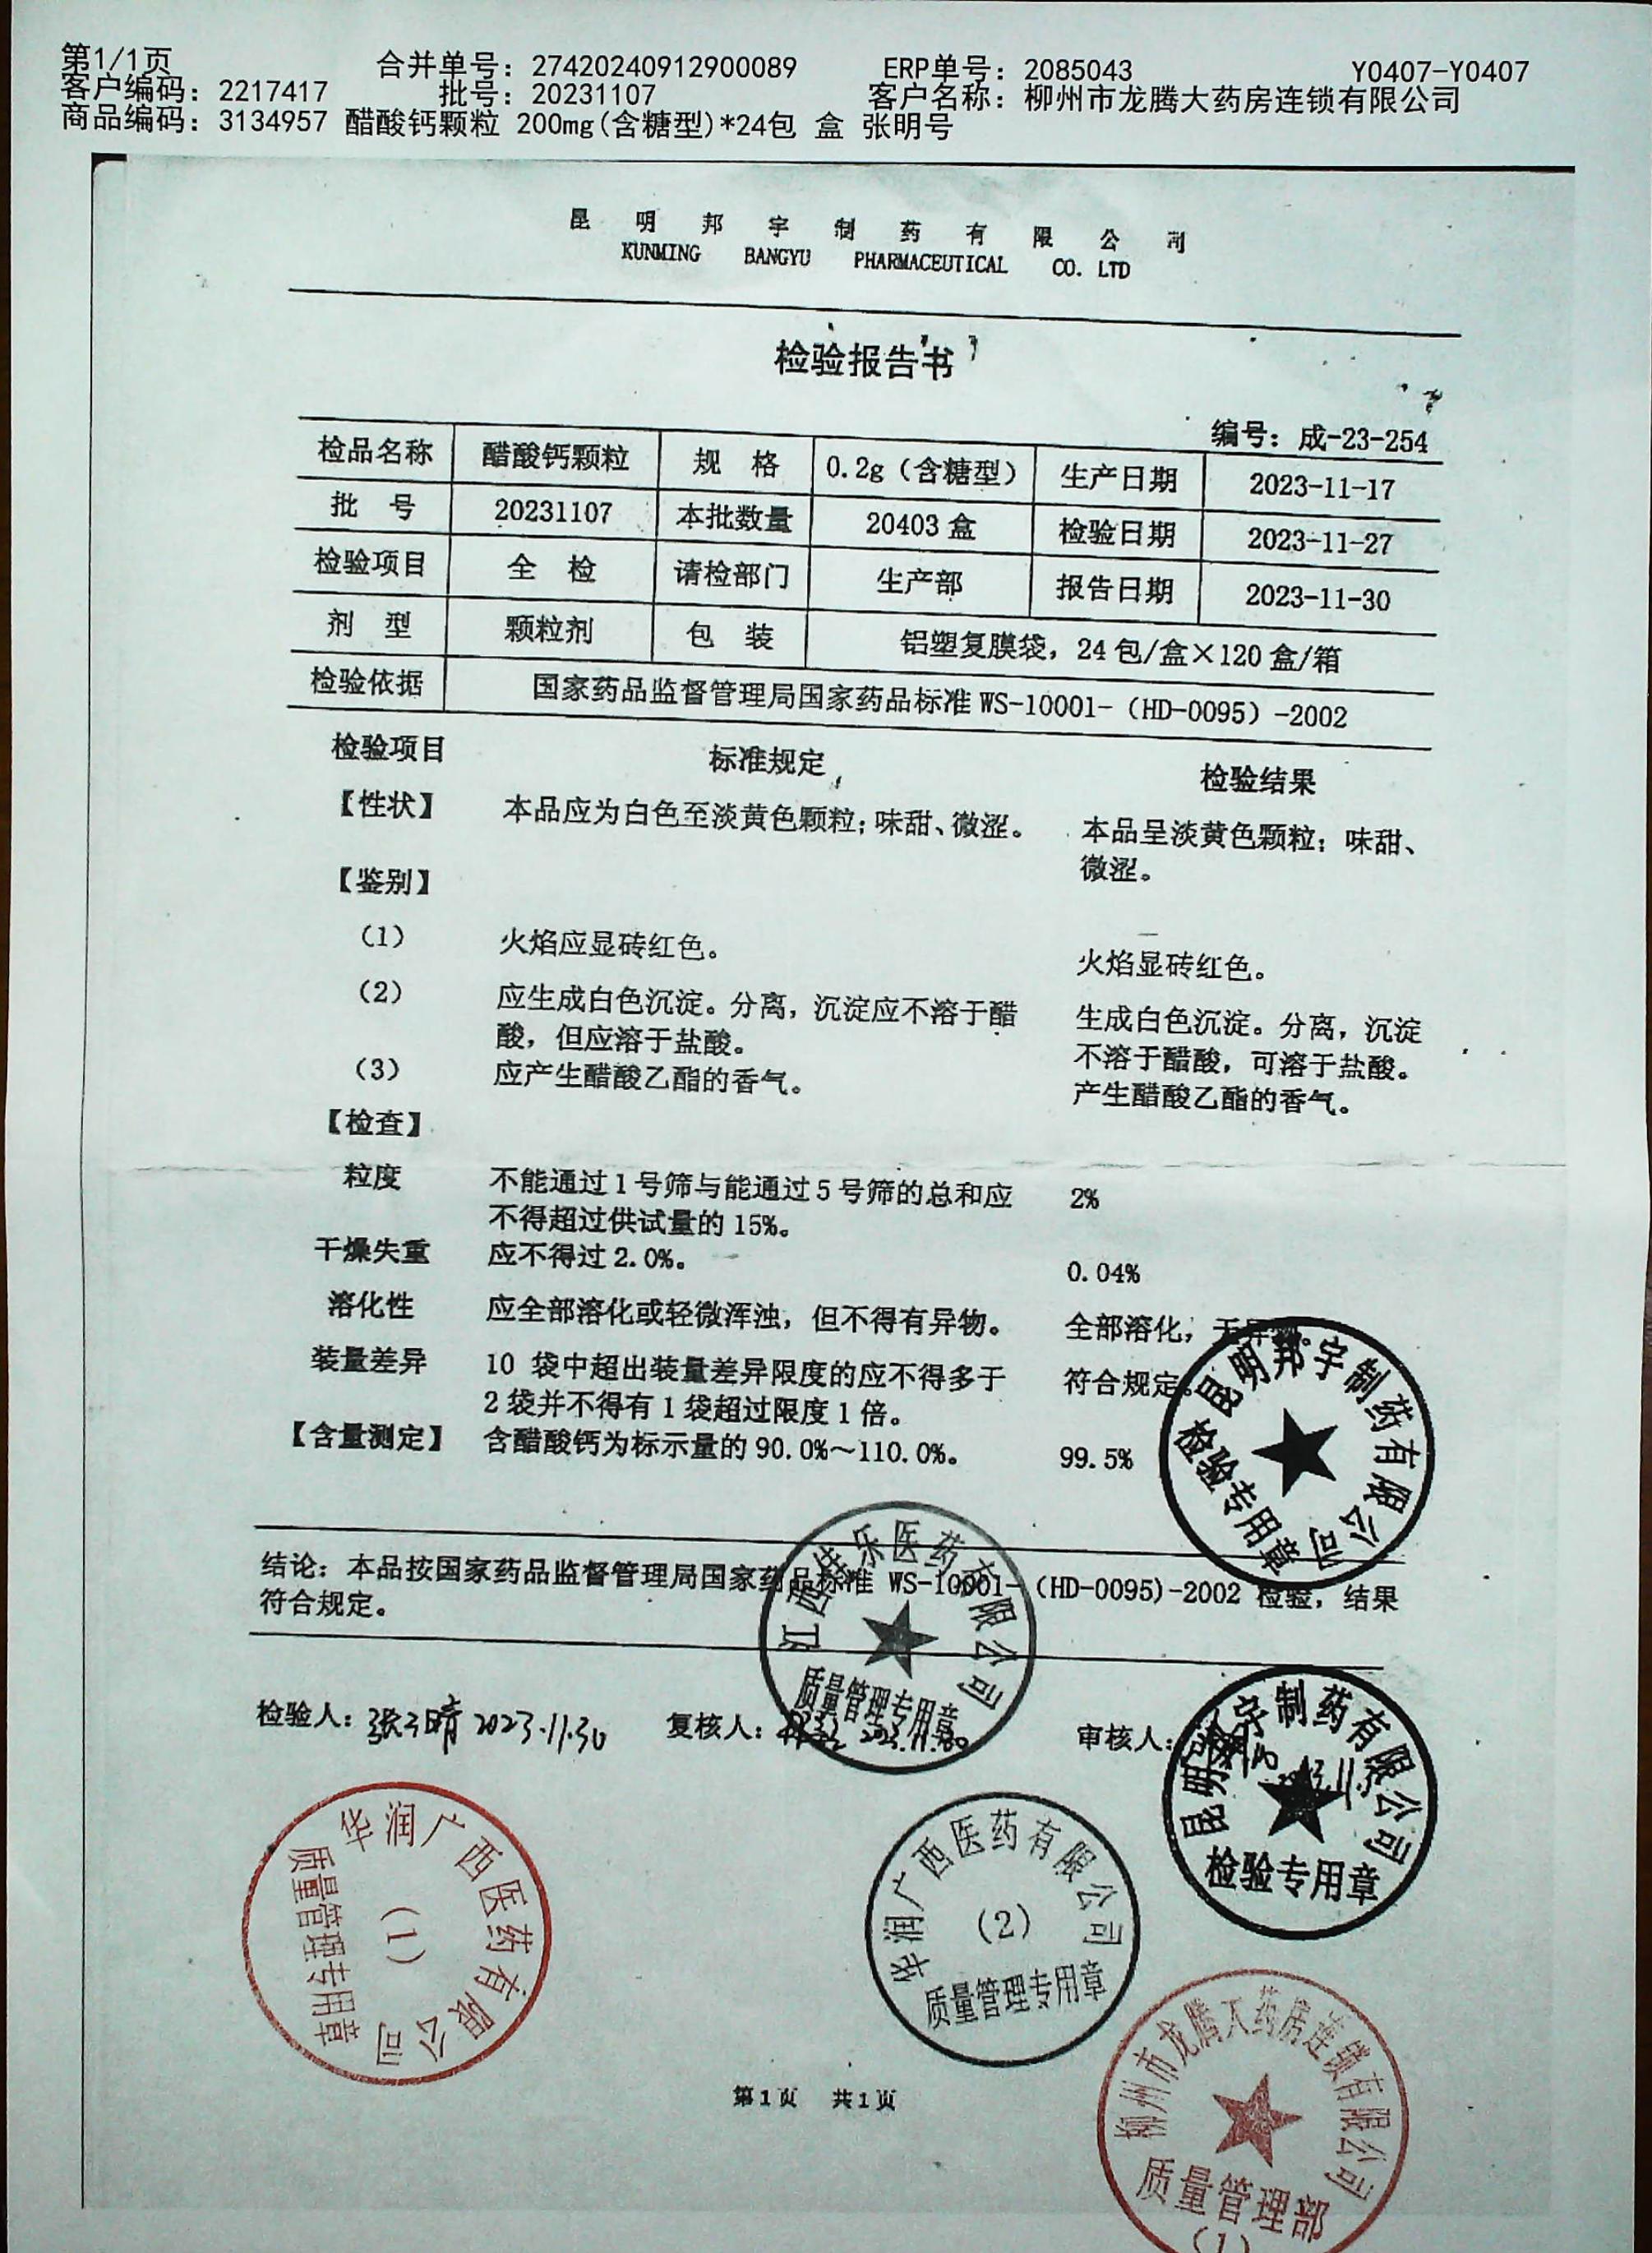 第1/1页 合并单号：27420240912900089 ERP单号：2085043 Y0407-Y0407
客户编码：2217417 批号：20231107 客户名称：柳州市龙腾大药房连锁有限公司
商品编码：3134957 醋酸钙颗粒 200mg(含糖型)*24包 盒 张明号
昆明邦宇制药有限公司
KUNMING BANGYU PHARMACEUTICAL CO. LTD
检验报告书
编号：成-23-254
检品名称 醋酸钙颗粒 规格 0.2g（含糖型） 生产日期 2023-11-17
批号 20231107 本批数量 20403盒 检验日期 2023-11-27
检验项目 全检 请检部门 生产部 报告日期 2023-11-30
剂型 颗粒剂 包装 铝塑复膜袋，24包/盒×120盒/箱
检验依据 国家药品监督管理局国家药品标准WS-10001-（HD-0095）-2002
检验项目 标准规定 检验结果
【性状】 本品应为白色至淡黄色颗粒；味甜、微涩。 本品呈淡黄色颗粒；味甜、
微涩。
【鉴别】
（1） 火焰应显砖红色。 火焰显砖红色。
（2） 应生成白色沉淀。分离，沉淀应不溶于醋 生成白色沉淀。分离，沉淀
酸，但应溶于盐酸。 不溶于醋酸，可溶于盐酸。
（3） 应产生醋酸乙酯的香气。 产生醋酸乙酯的香气。
【检查】
粒度 不能通过1号筛与能通过5号筛的总和应 2%
不得超过供试量的15%。
干燥失重 应不得过2.0%。 0.04%
溶化性 应全部溶化或轻微浑浊，但不得有异物。 全部溶化，无异物。
装量差异 10 袋中超出装量差异限度的应不得多于 符合规定。
2袋并不得有1袋超过限度1倍。
【含量测定】 含醋酸钙为标示量的90.0%～110.0%。 99.5%
昆明邦宇制药有限公司
检验专用章
结论：本品按国家药品监督管理局国家药品标准 WS-10001-（HD-0095)-2002 检验，结果
符合规定。
医药有限公司
质量管理专用章
检验人： 2023.11.30 复核人： 2023.11.30 审核人：
昆明邦宇制药有限公司
检验专用章
华润广西医药有限公司
（1）
质量管理专用章
华润广西医药有限公司
（2）
质量管理专用章
柳州市龙腾大药房连锁有限公司
质量管理部
（1）
第1页 共1页